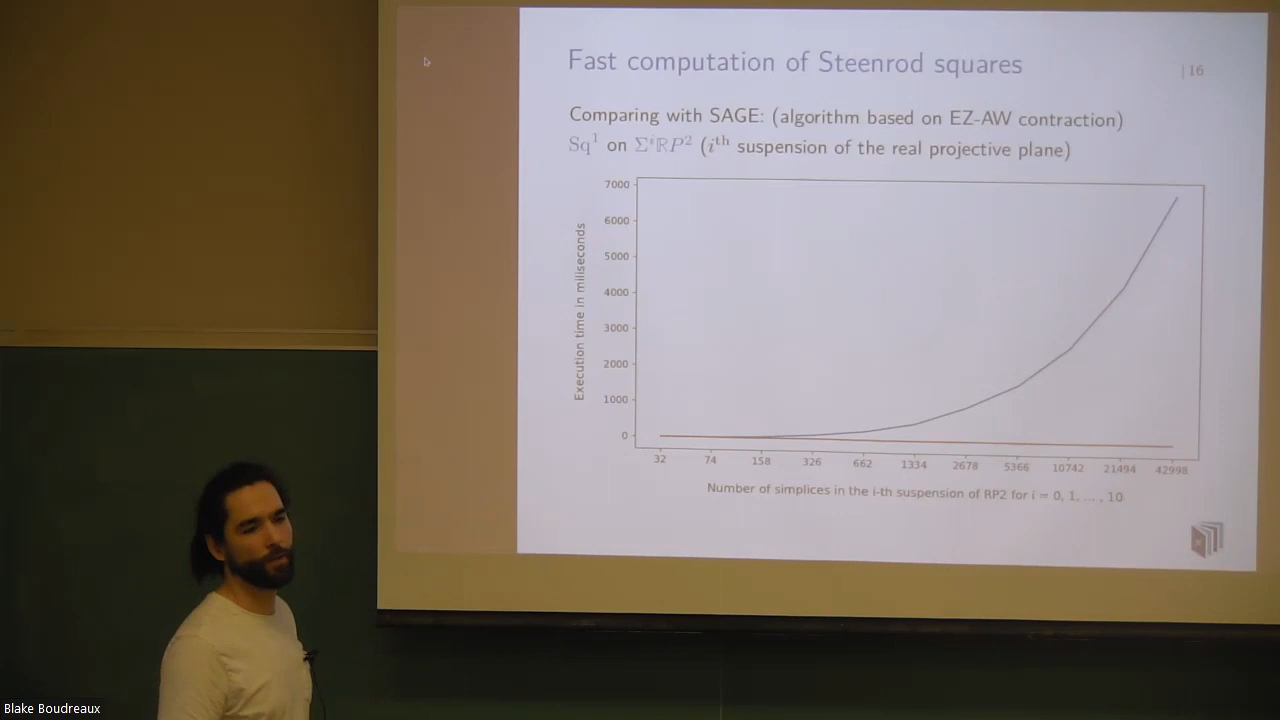 Fast computation of Steenrod squares
| 16
Comparing with SAGE: (algorithm based on EZ-AW contraction)
Sq¹ on ΣⁱℝP² (iᵗʰ suspension of the real projective plane)
7000
6000
5000
4000
3000
2000
1000
0
Execution time in miliseconds
32 74 158 326 662 1334 2678 5366 10742 21494 42998
Number of simplices in the i-th suspension of RP2 for i = 0, 1, ... , 10
Blake Boudreaux